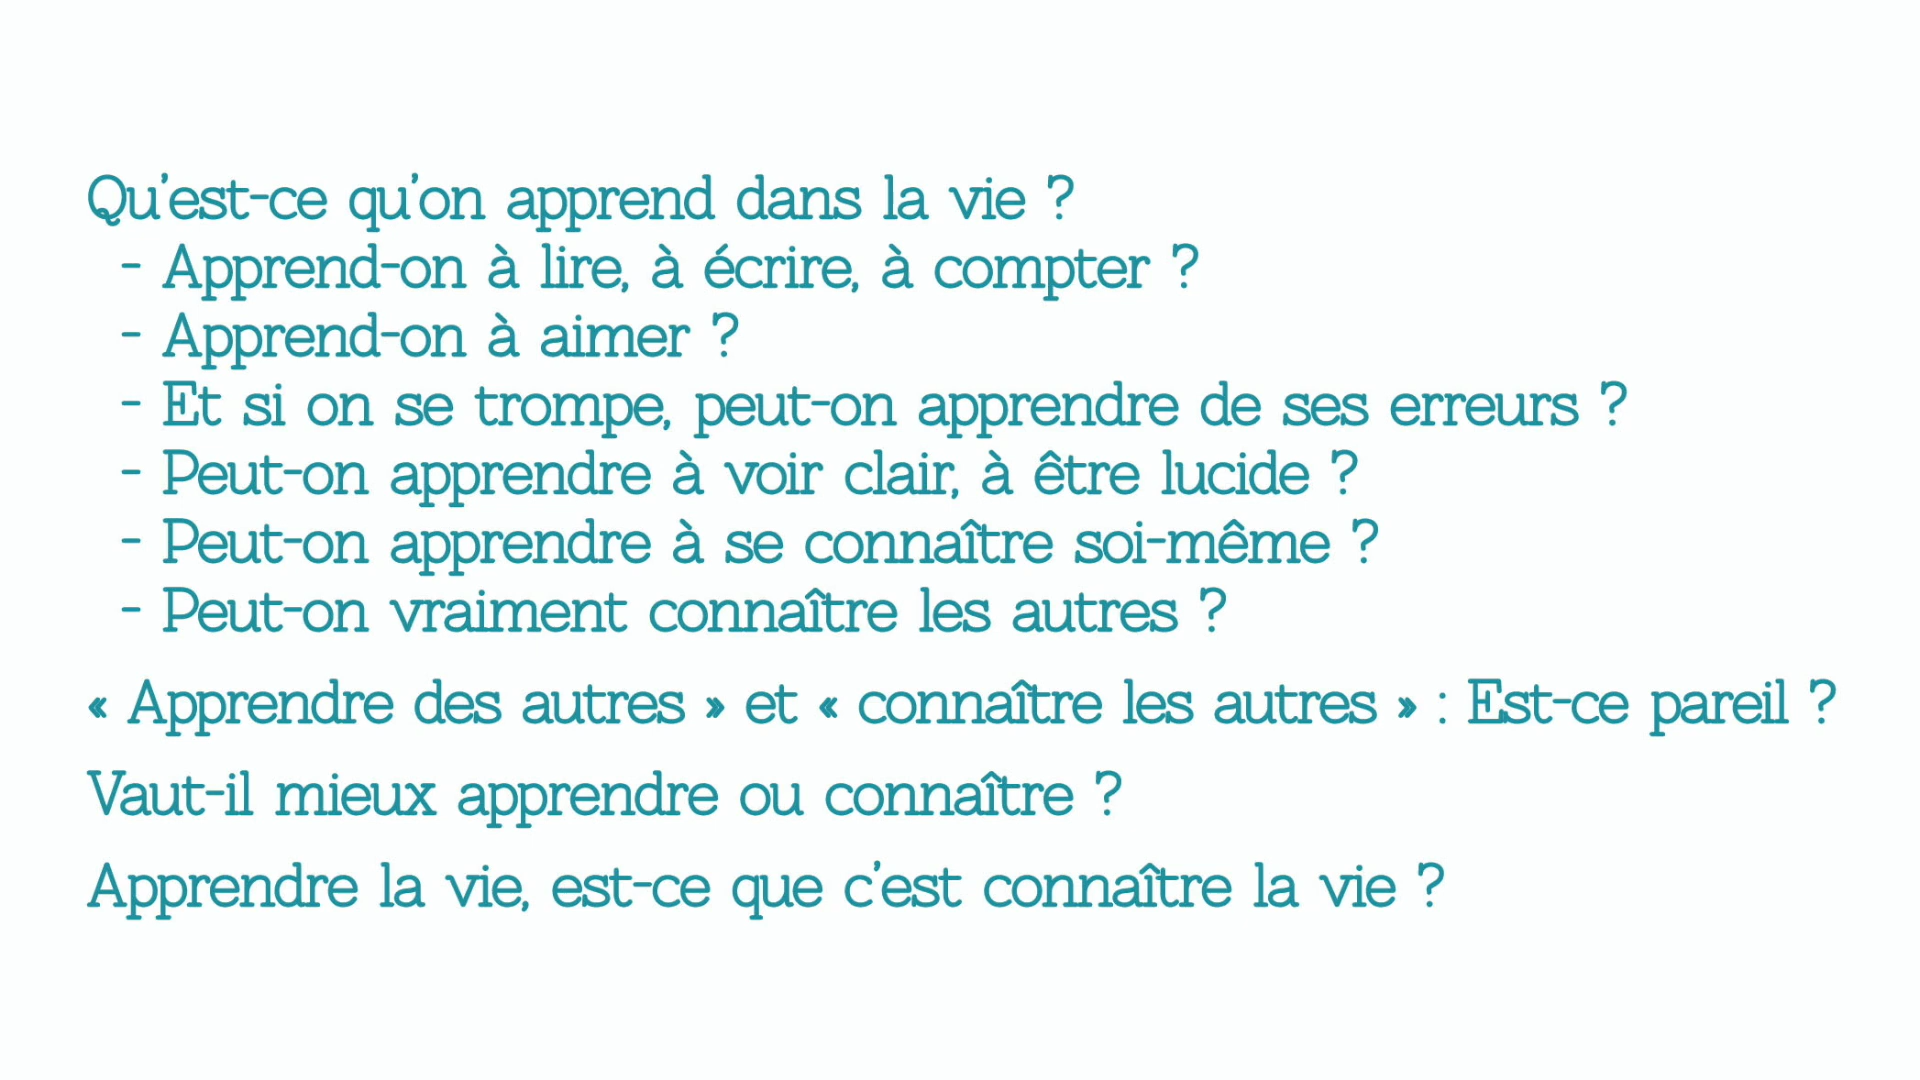 Qu’est-ce qu’on apprend dans la vie ?
- Apprend-on à lire, à écrire, à compter ?
- Apprend-on à aimer ?
- Et si on se trompe, peut-on apprendre de ses erreurs ?
- Peut-on apprendre à voir clair, à être lucide ?
- Peut-on apprendre à se connaître soi-même ?
- Peut-on vraiment connaître les autres ?
« Apprendre des autres » et « connaître les autres » : Est-ce pareil ?
Vaut-il mieux apprendre ou connaître ?
Apprendre la vie, est-ce que c’est connaître la vie ?